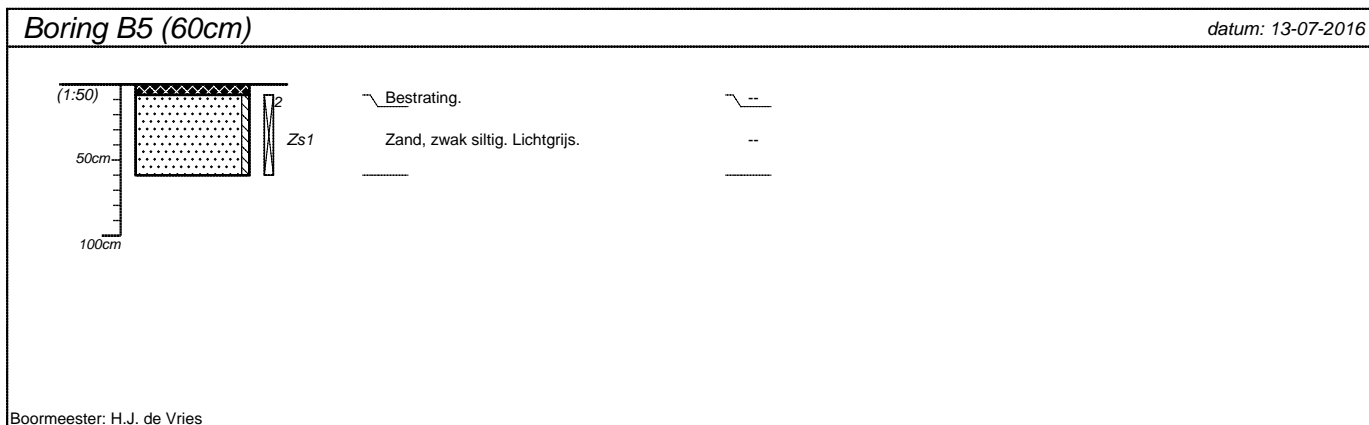 Boring B5 (60cm)
datum: 13-07-2016
(1:50)
2
Bestrating.
--
Zs1
Zand, zwak siltig. Lichtgrijs.
--
50cm
100cm
Boormeester: H.J. de Vries